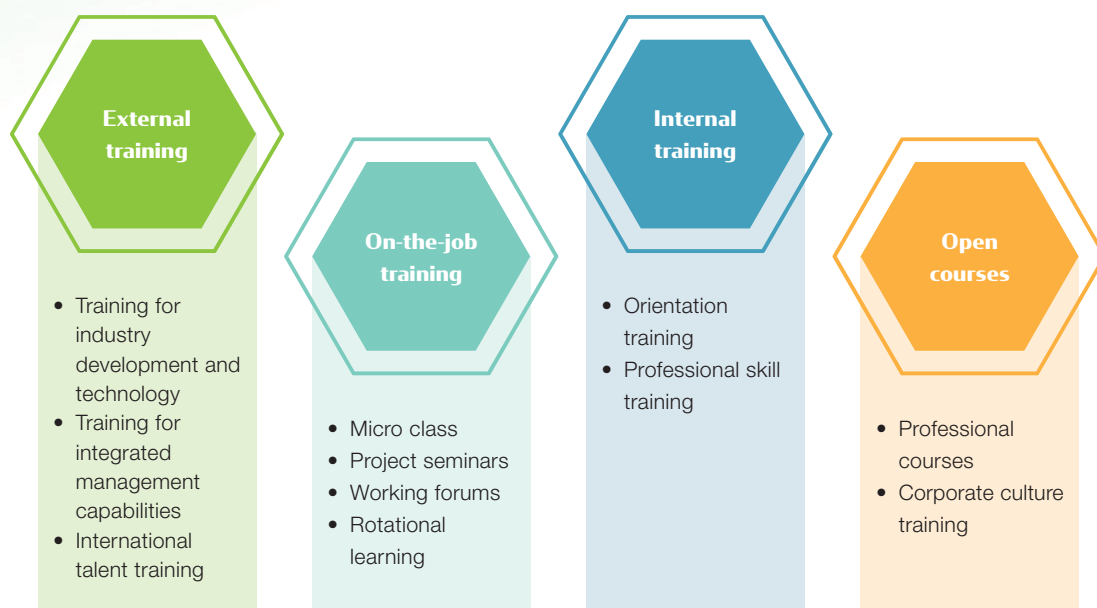 External
training
• Training for
industry
development and
technology
• Training for
integrated
management
capabilities
• International
talent training
On-the-job
training
• Micro class
• Project seminars
• Working forums
• Rotational
learning
Internal
training
• Orientation
training
• Professional skill
training
Open
courses
• Professional
courses
• Corporate culture
training